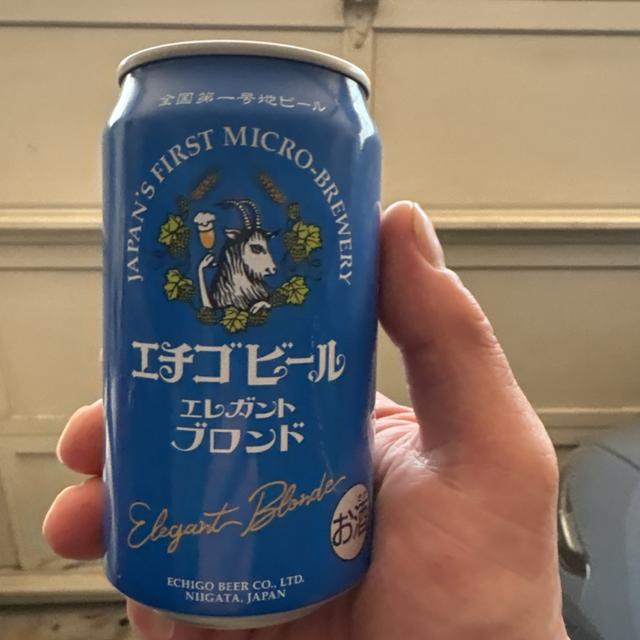 全国第一号地ビール
JAPAN'S FIRST MICRO-BREWERY
エチゴビール
エレガント
ブロンド
Elegant Blonde
お酒
ECHIGO BEER CO., LTD.
NIIGATA, JAPAN